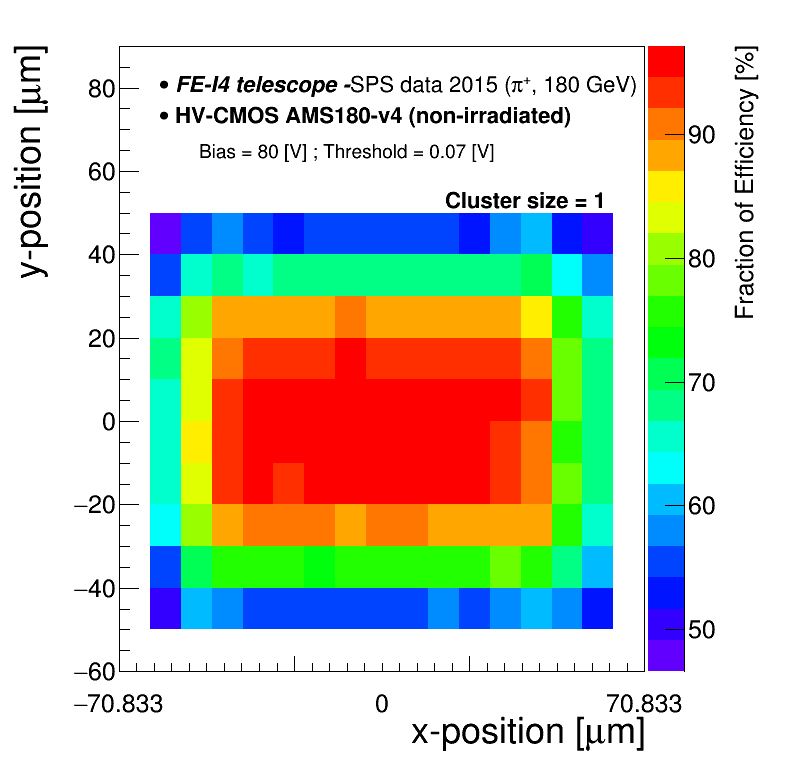 • FE-I4 telescope -SPS data 2015 (π⁺, 180 GeV)
• HV-CMOS AMS180-v4 (non-irradiated)
Bias = 80 [V] ; Threshold = 0.07 [V]
Cluster size = 1
y-position [μm]
80
60
40
20
0
−20
−40
−60
−70.833 0 70.833
x-position [μm]
90
80
70
60
50
Fraction of Efficiency [%]